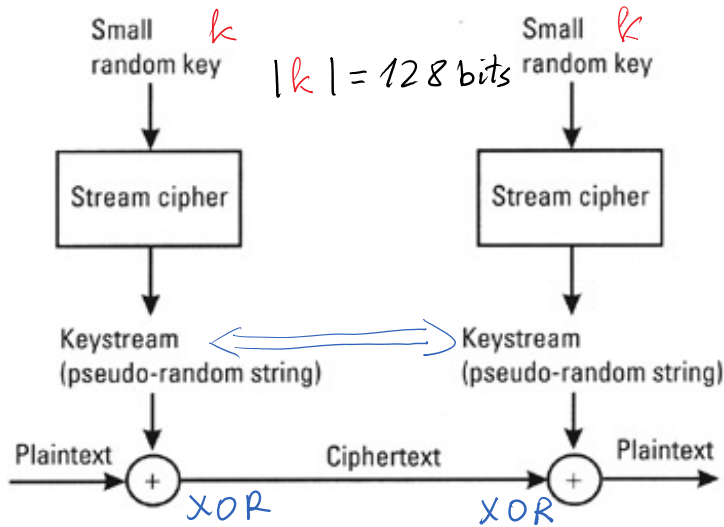 Small k
random key
|k| = 128 bits
Small k
random key
Stream cipher
Stream cipher
Keystream
(pseudo-random string)
Keystream
(pseudo-random string)
Plaintext
+
XOR
Ciphertext
XOR
+
Plaintext